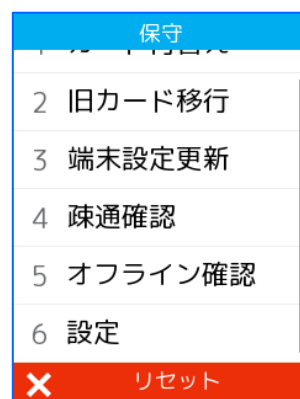 保守
2 旧カード移行
3 端末設定更新
4 疎通確認
5 オフライン確認
6 設定
リセット